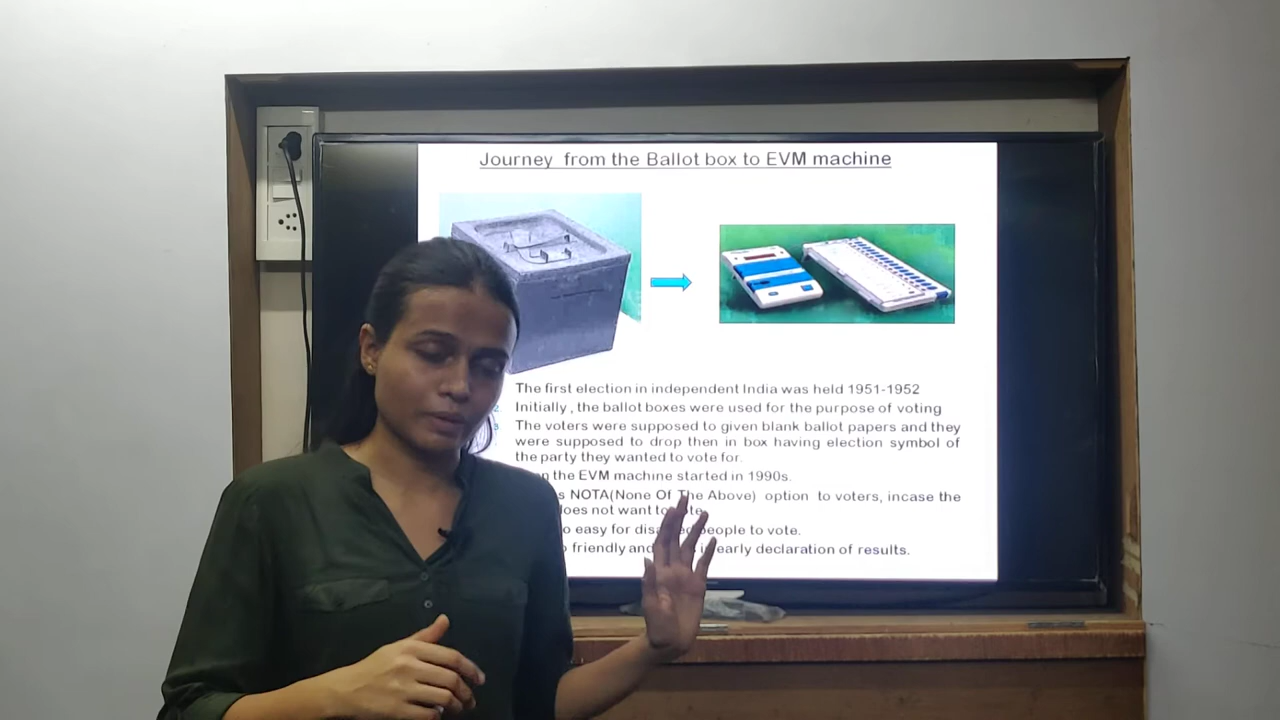 Journey from the Ballot box to EVM machine
The first election in independent India was held 1951-1952
2. Initially, the ballot boxes were used for the purpose of voting
3 The voters were supposed to given blank ballot papers and they
were supposed to drop then in box having election symbol of
the party they wanted to vote for.
the EVM machine started in 1990s.
NOTA(None Of The Above) option to voters, incase the
does not want to
easy for people to vote.
friendly and early declaration of results.